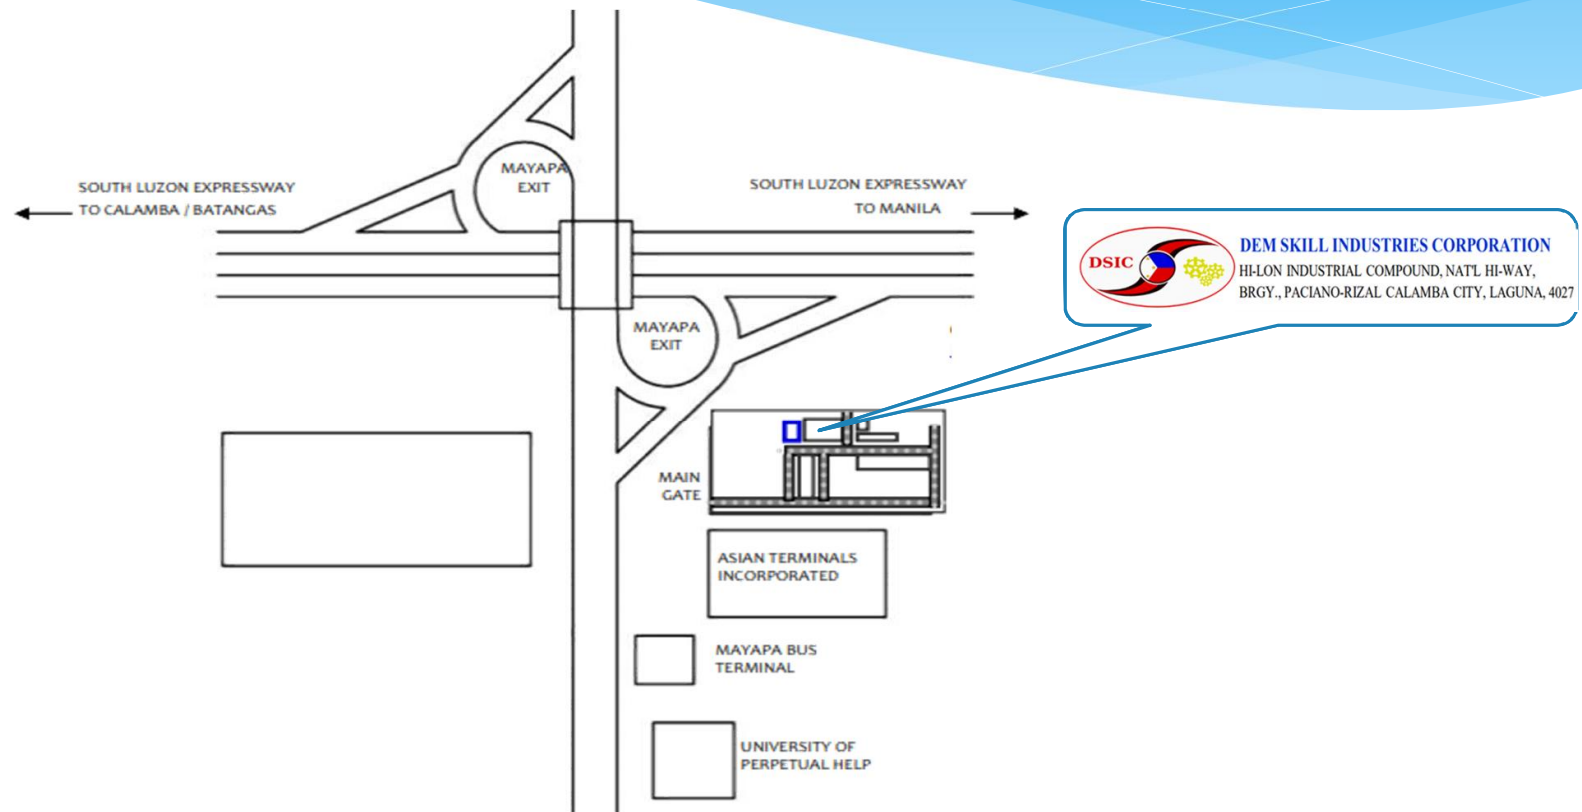 MAYAPA
EXIT
SOUTH LUZON EXPRESSWAY
TO CALAMBA / BATANGAS
SOUTH LUZON EXPRESSWAY
TO MANILA
DSIC
DEM SKILL INDUSTRIES CORPORATION
HI-LON INDUSTRIAL COMPOUND, NAT'L HI-WAY,
BRGY., PACIANO-RIZAL CALAMBA CITY, LAGUNA, 4027
MAYAPA
EXIT
MAIN
GATE
ASIAN TERMINALS
INCORPORATED
MAYAPA BUS
TERMINAL
UNIVERSITY OF
PERPETUAL HELP